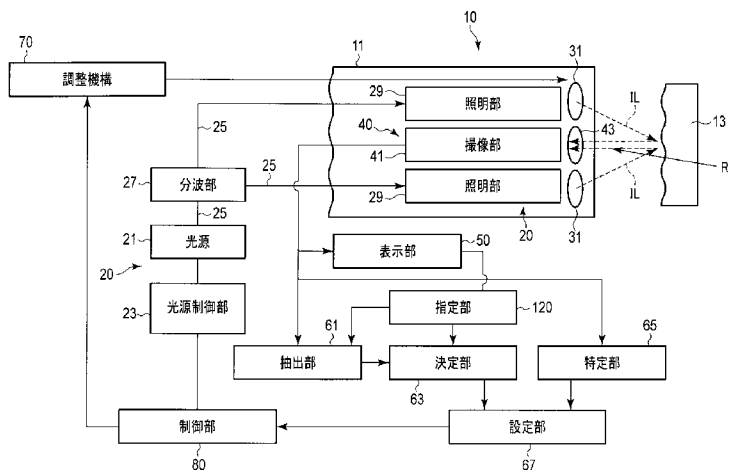 10
70
11
31
調整機構
29
照明部
IL
13
25
40
撮像部
43
41
27
分波部
25
R
照明部
29
IL
25
20
31
21
光源
50
表示部
20
23
光源制御部
指定部
120
61
65
抽出部
決定部
特定部
63
制御部
設定部
80
67